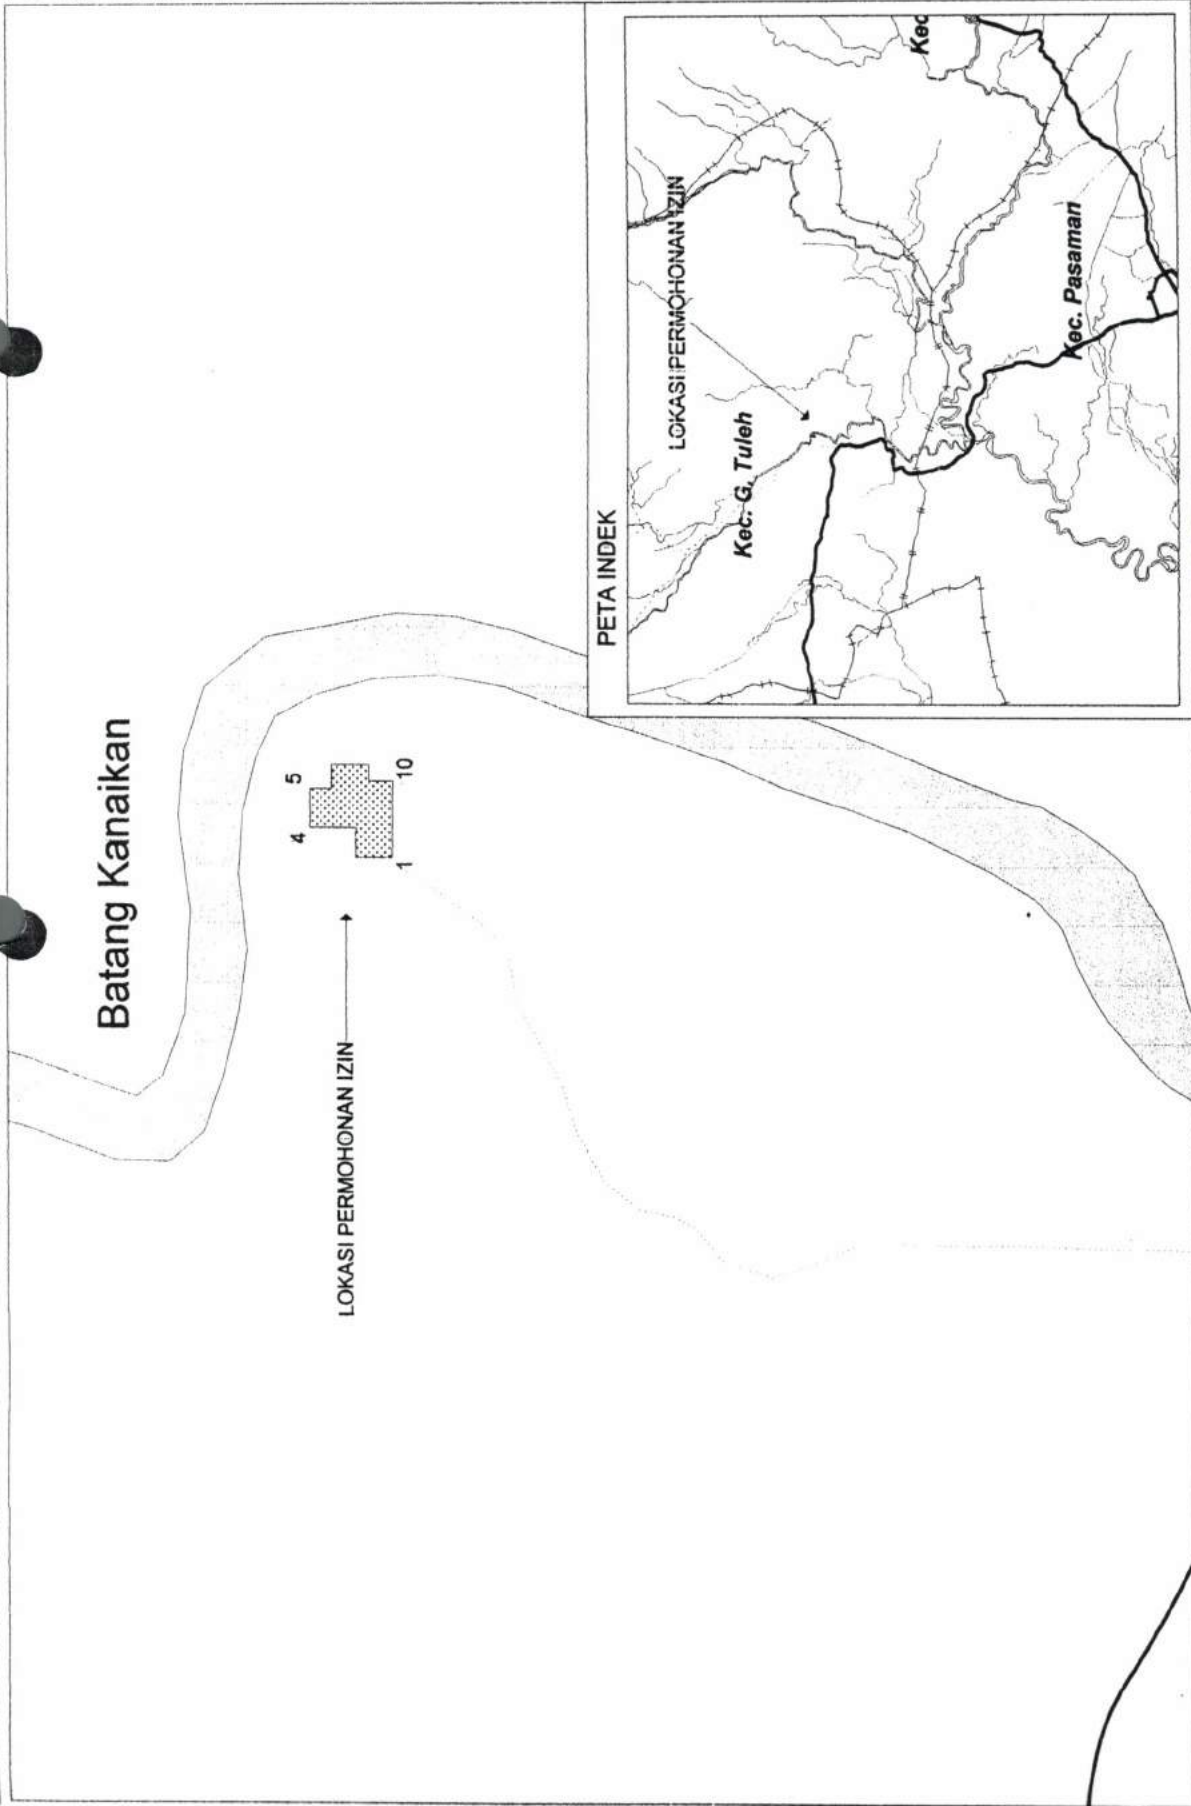 Batang Kanaikan
LOKASI PERMOHONAN IZIN
4
5
1
10
PETA INDEK
LOKASI PERMOHONAN IZIN
Kec. G. Tuleh
Kec. Pasaman
Kec